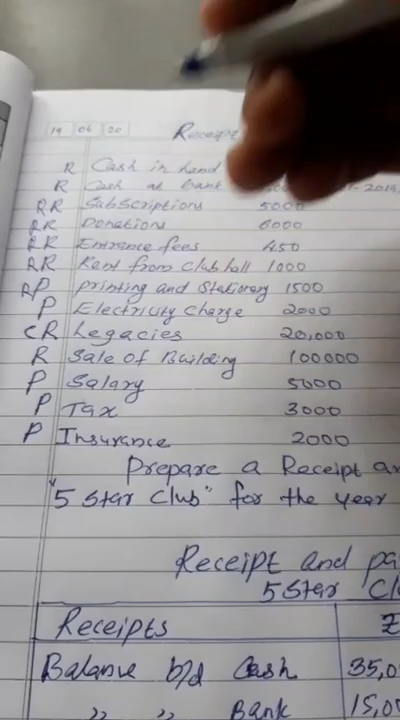 19 06 20
Receipt
R Cash in hand
R Cash at bank 2019
RR Subscriptions 5000
RR Donations 6000
RR Entrance fees 450
RR Rent from club hall 1000
RP printing and Stationary 1500
P Electricity Charge 2000
CR Legacies 20,000
R Sale of Building 100000
P Salary 5000
P Tax 3000
P Insurance 2000
Prepare a Receipt
"5 Star Club" for the year
Receipt and pa
5 Star Cl
Receipts ₹
Balance b/d Cash 35,0
" " Bank 15,00